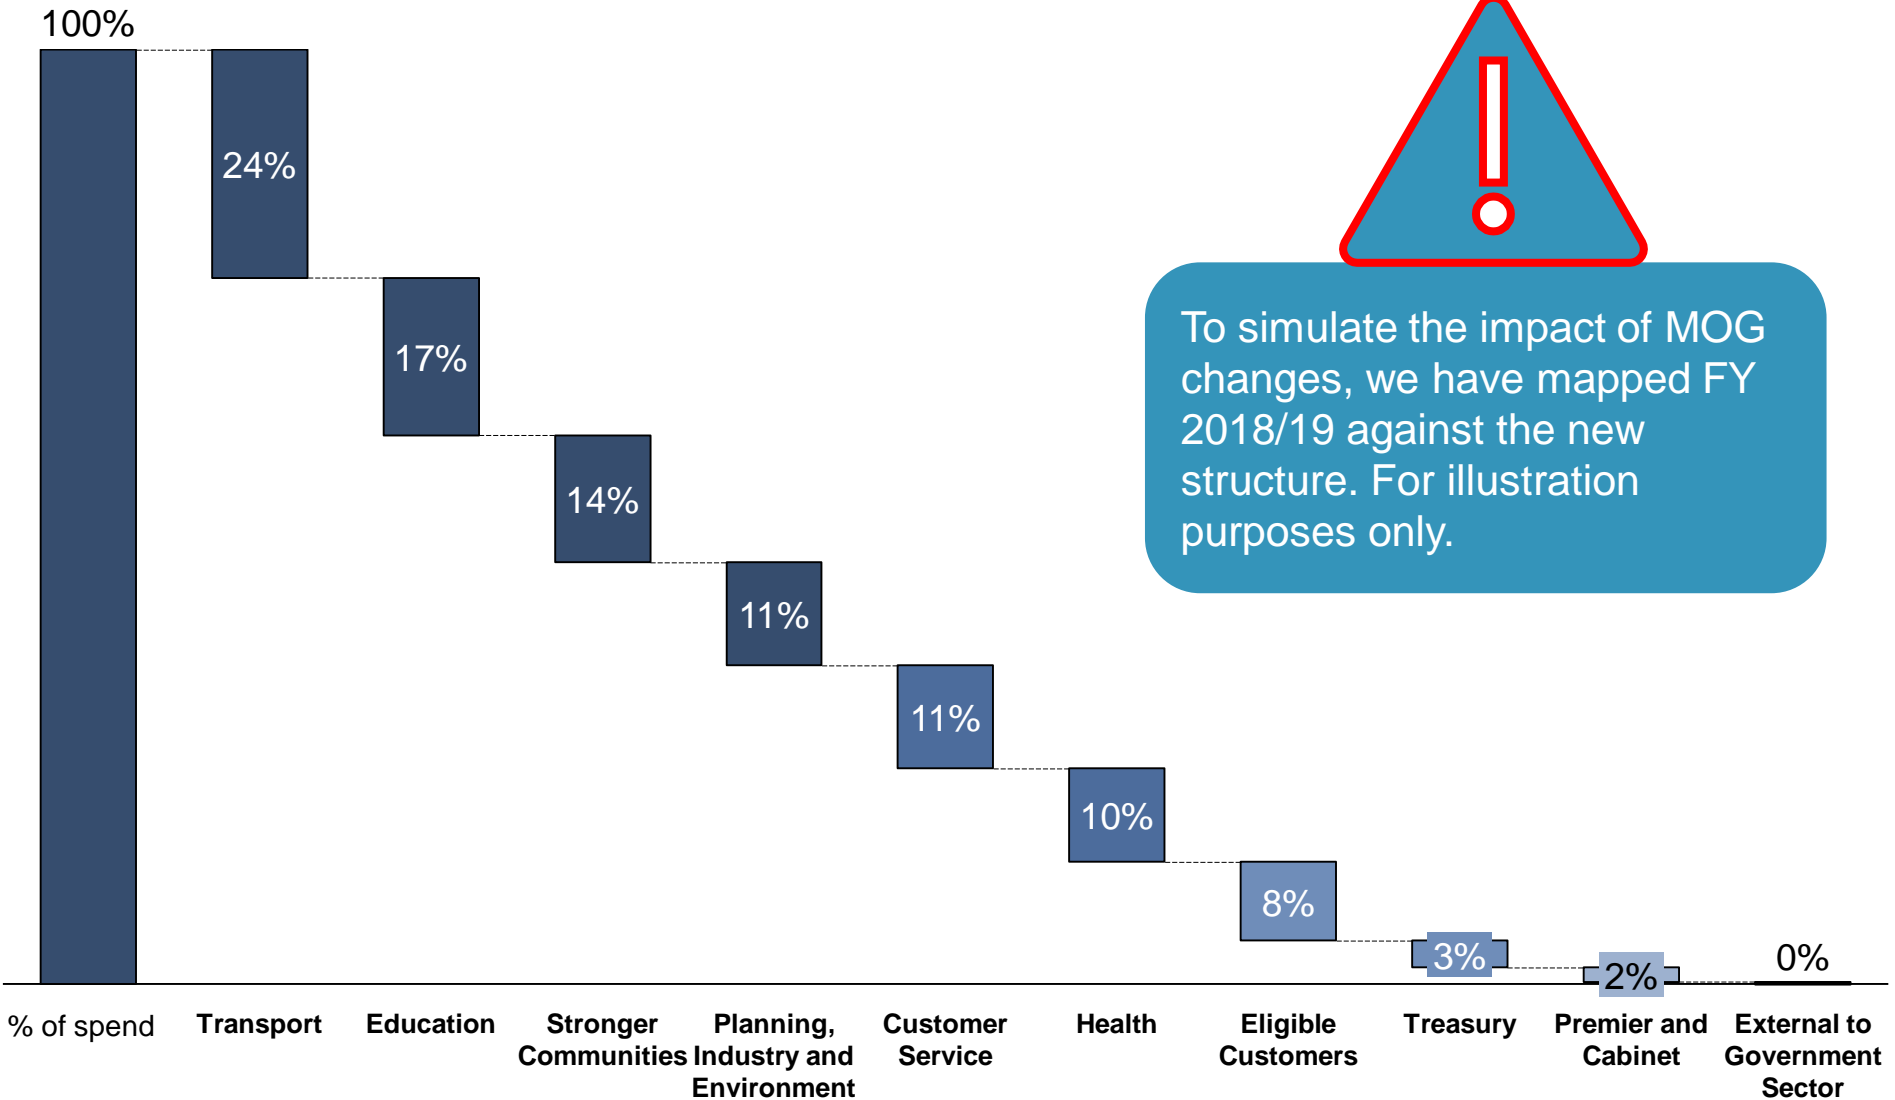 100%
24%
17%
14%
11%
11%
10%
8%
3%
2%
0%
To simulate the impact of MOG
changes, we have mapped FY
2018/19 against the new
structure. For illustration
purposes only.
% of spend
Transport
Education
Stronger
Communities
Planning,
Industry and
Environment
Customer
Service
Health
Eligible
Customers
Treasury
Premier and
Cabinet
External to
Government
Sector